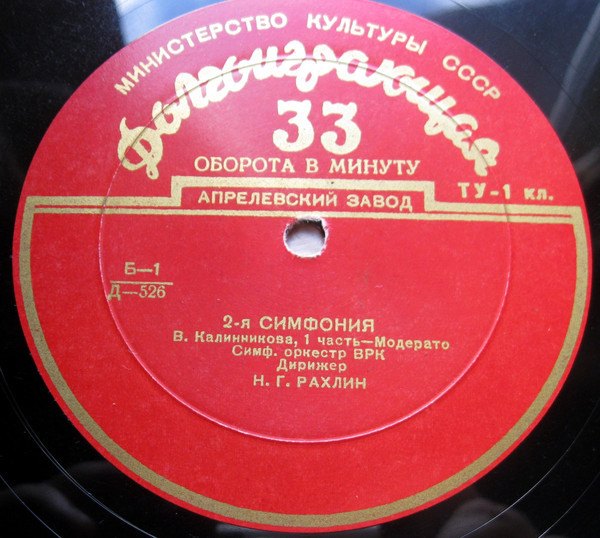 МИНИСТЕРСТВО КУЛЬТУРЫ СССР
Долгоиграющая
33
ОБОРОТА В МИНУТУ
ТУ-1 кл.
АПРЕЛЕВСКИЙ ЗАВОД
Б—1
Д—526
2-я СИМФОНИЯ
В. Калинникова, 1 часть—Модерато
Симф. оркестр ВРК
Дирижер
Н. Г. РАХЛИН